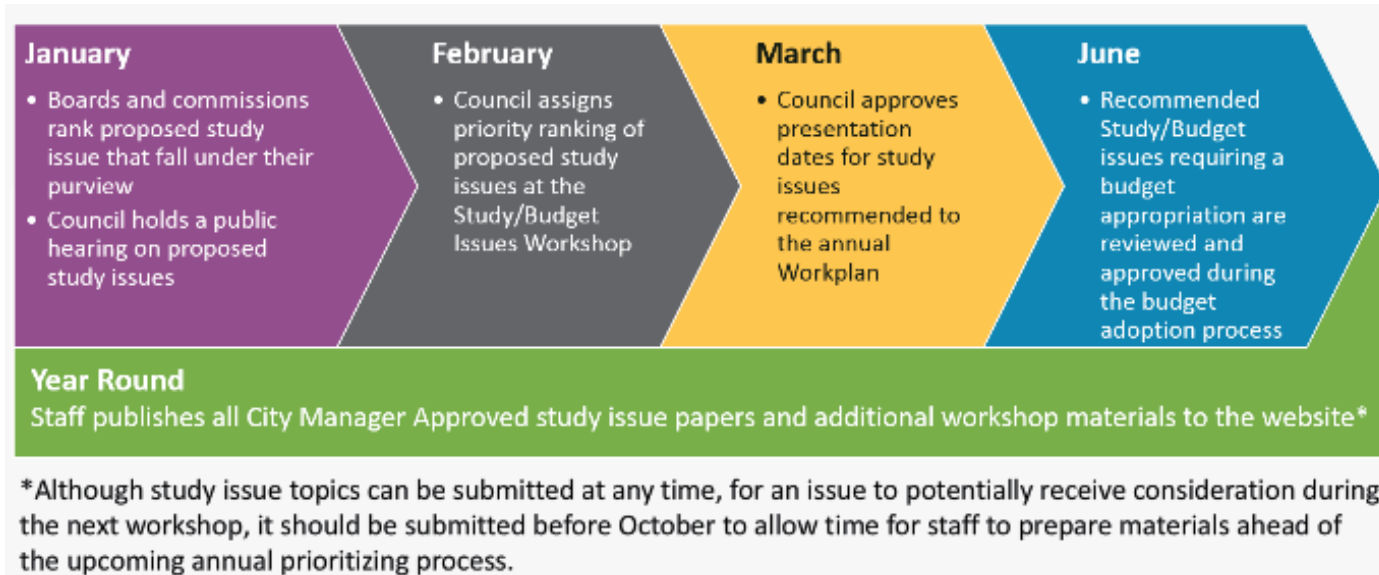 January
• Boards and commissions
rank proposed study
issue that fall under their
purview
• Council holds a public
hearing on proposed
study issues
February
• Council assigns
priority ranking of
proposed study
issues at the
Study/Budget
Issues Workshop
March
• Council approves
presentation
dates for study
issues
recommended to
the annual
Workplan
June
• Recommended
Study/Budget
issues requiring a
budget
appropriation are
reviewed and
approved during
the budget
adoption process
Year Round
Staff publishes all City Manager Approved study issue papers and additional workshop materials to the website*
*Although study issue topics can be submitted at any time, for an issue to potentially receive consideration during
the next workshop, it should be submitted before October to allow time for staff to prepare materials ahead of
the upcoming annual prioritizing process.